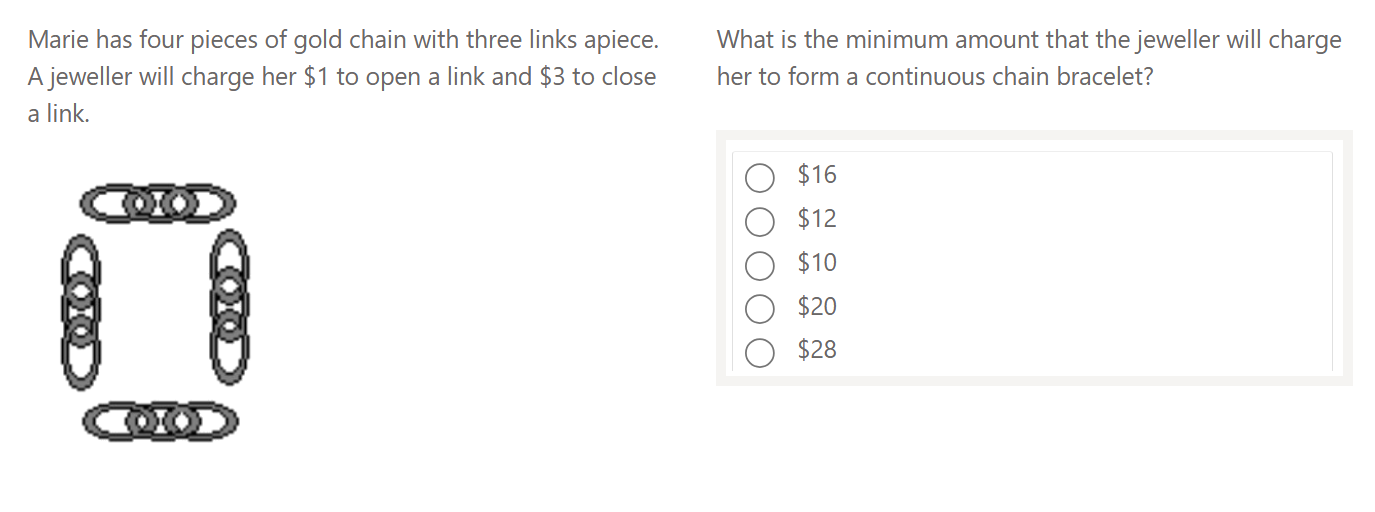 Marie has four pieces of gold chain with three links apiece.
A jeweller will charge her $1 to open a link and $3 to close
a link.
What is the minimum amount that the jeweller will charge
her to form a continuous chain bracelet?
$16
$12
$10
$20
$28